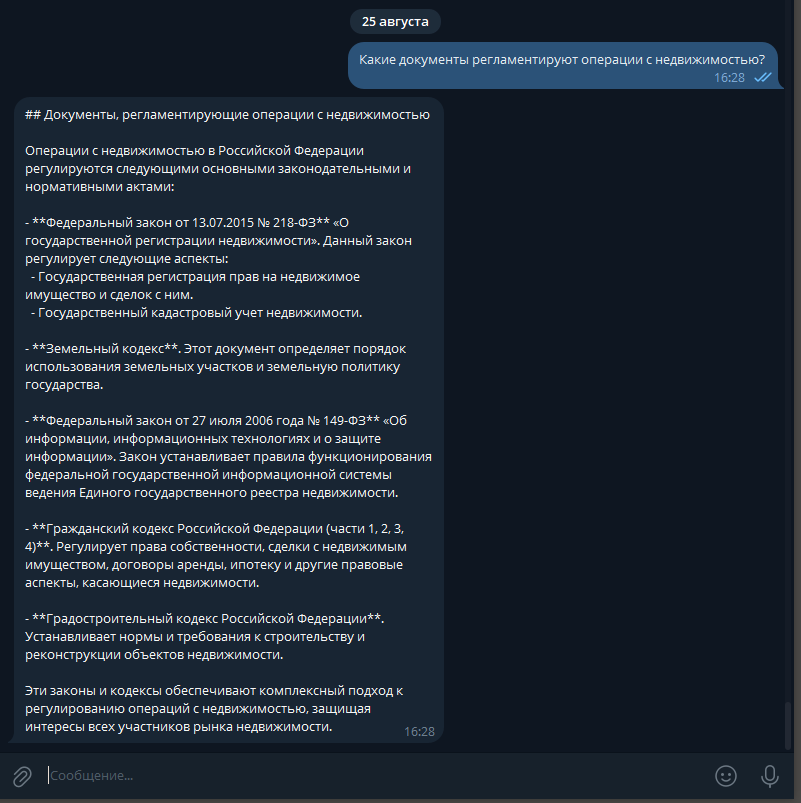 25 августа
Какие документы регламентируют операции с недвижимостью?
16:28
## Документы, регламентирующие операции с недвижимостью
Операции с недвижимостью в Российской Федерации
регулируются следующими основными законодательными и
нормативными актами:
- **Федеральный закон от 13.07.2015 № 218-ФЗ** «О
государственной регистрации недвижимости». Данный закон
регулирует следующие аспекты:
- Государственная регистрация прав на недвижимое
имущество и сделок с ним.
- Государственный кадастровый учет недвижимости.
- **Земельный кодекс**. Этот документ определяет порядок
использования земельных участков и земельную политику
государства.
- **Федеральный закон от 27 июля 2006 года № 149-ФЗ** «Об
информации, информационных технологиях и о защите
информации». Закон устанавливает правила функционирования
федеральной государственной информационной системы
ведения Единого государственного реестра недвижимости.
- **Гражданский кодекс Российской Федерации (части 1, 2, 3,
4)**. Регулирует права собственности, сделки с недвижимым
имуществом, договоры аренды, ипотеку и другие правовые
аспекты, касающиеся недвижимости.
- **Градостроительный кодекс Российской Федерации**.
Устанавливает нормы и требования к строительству и
реконструкции объектов недвижимости.
Эти законы и кодексы обеспечивают комплексный подход к
регулированию операций с недвижимостью, защищая
интересы всех участников рынка недвижимости.
16:28
Сообщение...